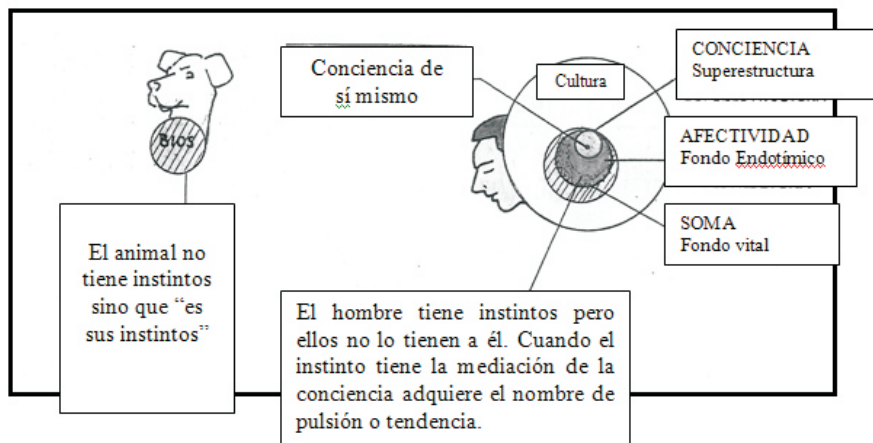 BIOS
El animal no
tiene instintos
sino que “es
sus instintos”
Conciencia de
sí mismo
Cultura
CONCIENCIA
Superestructura
AFECTIVIDAD
Fondo Endotímico
SOMA
Fondo vital
El hombre tiene instintos pero
ellos no lo tienen a él. Cuando el
instinto tiene la mediación de la
conciencia adquiere el nombre de
pulsión o tendencia.